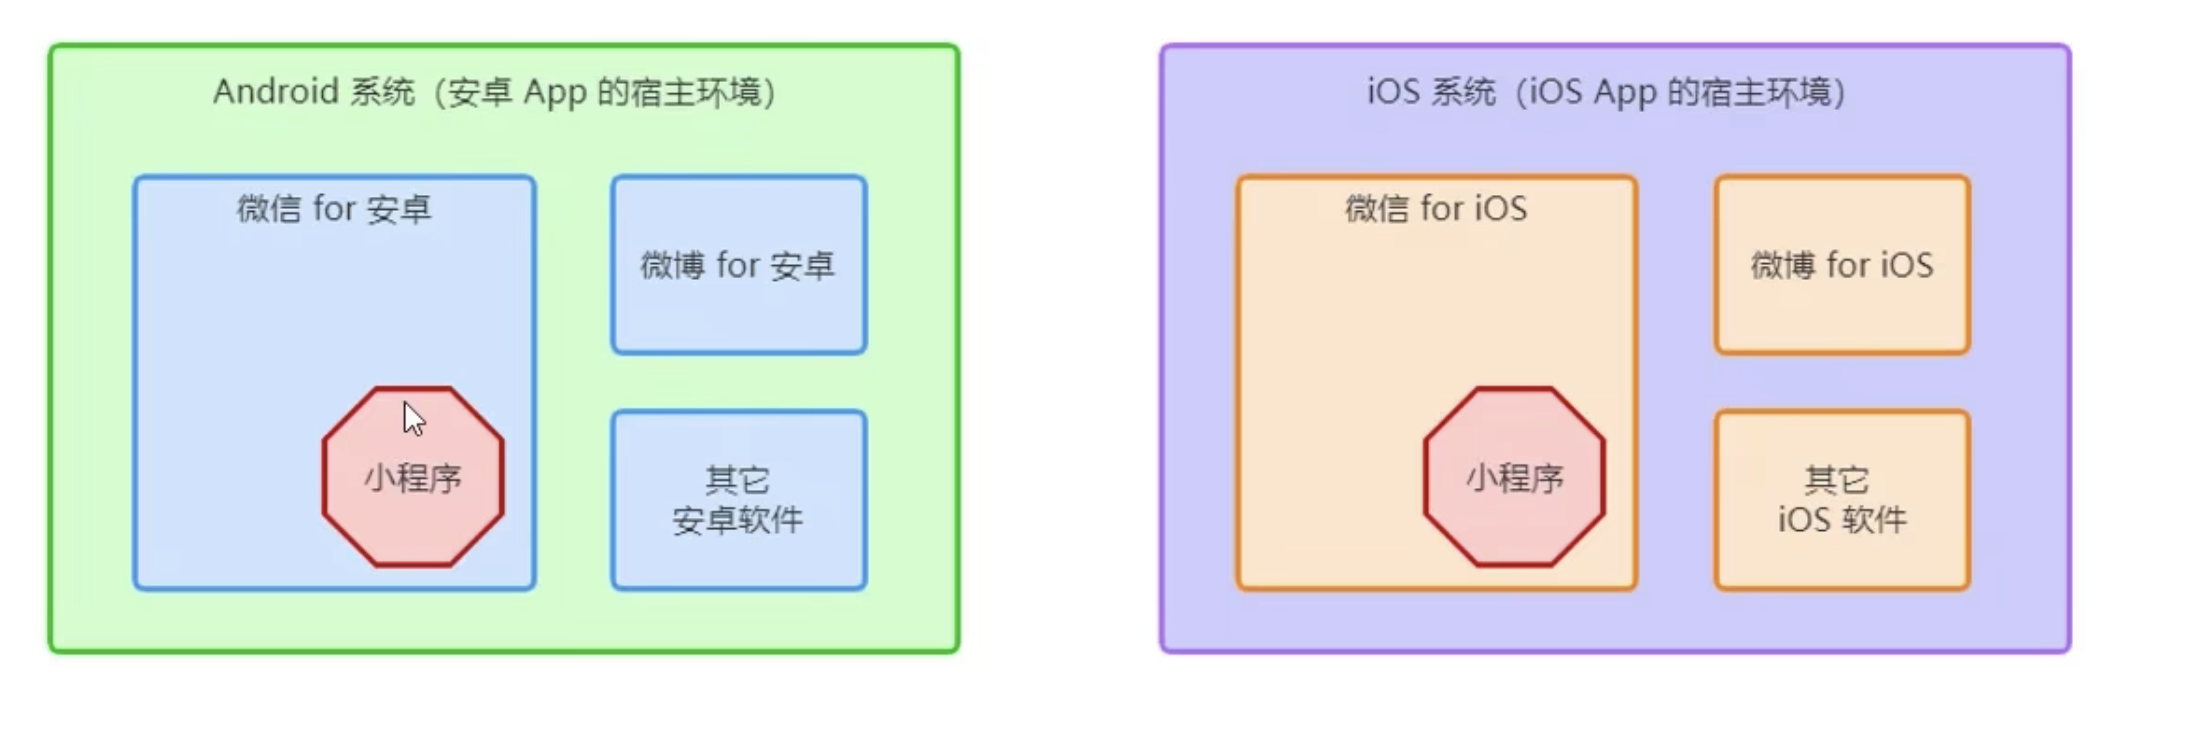 Android 系统（安卓 App 的宿主环境）
微信 for 安卓
微博 for 安卓
小程序
其它
安卓软件
iOS 系统（iOS App 的宿主环境）
微信 for iOS
微博 for iOS
小程序
其它
iOS 软件